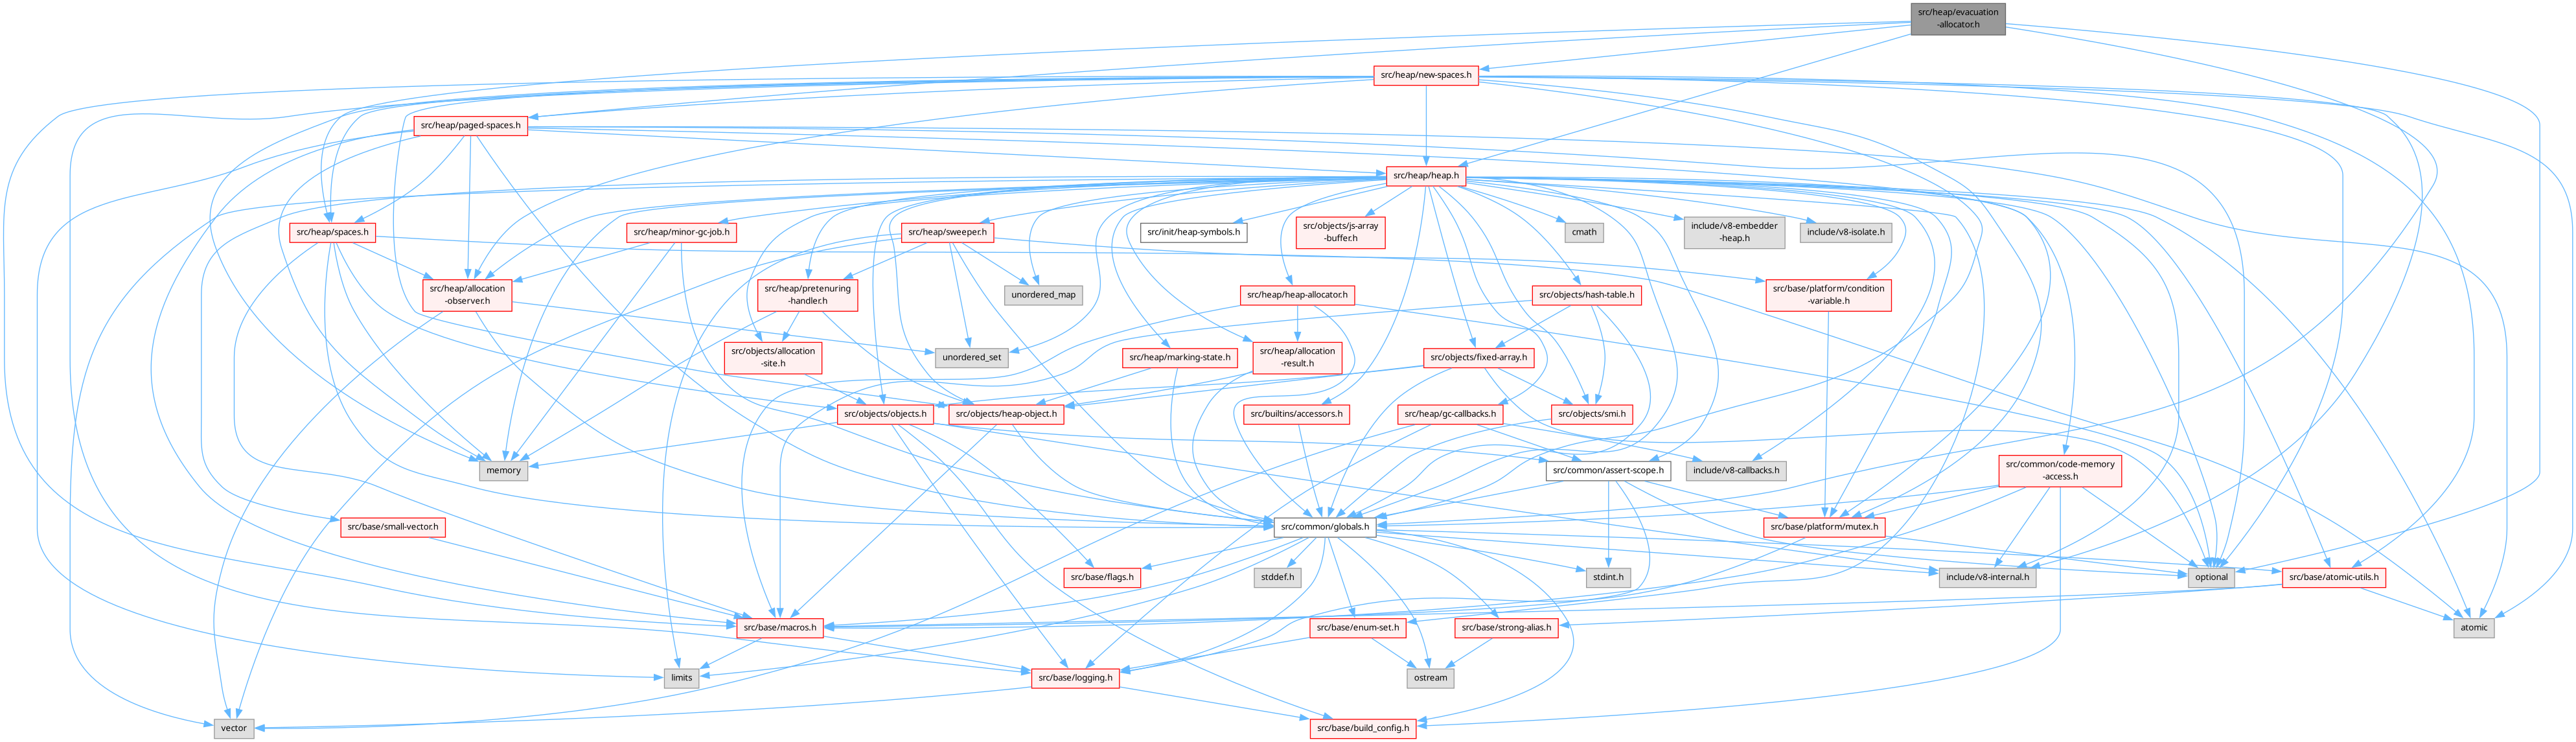 src/heap/evacuation
-allocator.h
src/heap/new-spaces.h
src/heap/paged-spaces.h
src/heap/heap.h
src/heap/spaces.h
src/heap/minor-gc-job.h
src/heap/sweeper.h
src/init/heap-symbols.h
src/objects/js-array
-buffer.h
cmath
include/v8-embedder
-heap.h
include/v8-isolate.h
src/heap/allocation
-observer.h
src/heap/pretenuring
-handler.h
unordered_map
src/heap/heap-allocator.h
src/objects/hash-table.h
src/base/platform/condition
-variable.h
src/objects/allocation
-site.h
unordered_set
src/heap/marking-state.h
src/heap/allocation
-result.h
src/objects/fixed-array.h
src/objects/objects.h
src/objects/heap-object.h
src/builtins/accessors.h
src/heap/gc-callbacks.h
src/objects/smi.h
memory
src/common/assert-scope.h
include/v8-callbacks.h
src/common/code-memory
-access.h
src/base/small-vector.h
src/common/globals.h
src/base/platform/mutex.h
src/base/flags.h
stddef.h
stdint.h
include/v8-internal.h
optional
src/base/atomic-utils.h
src/base/macros.h
src/base/enum-set.h
src/base/strong-alias.h
atomic
limits
src/base/logging.h
ostream
vector
src/base/build_config.h